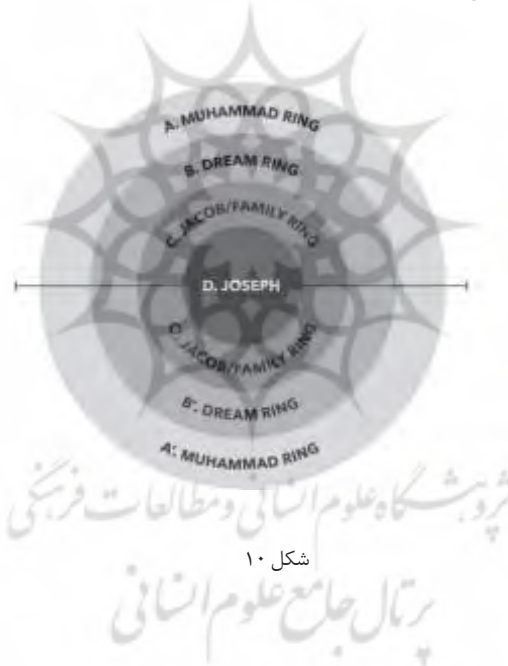 A. MUHAMMAD RING
B. DREAM RING
C. JACOB/FAMILY RING
D. JOSEPH
C'. JACOB/FAMILY RING
B'. DREAM RING
A'. MUHAMMAD RING
پژوهشگاه علوم انسانی و مطالعات فرهنگی
شکل ۱۰
پرتال جامع علوم انسانی